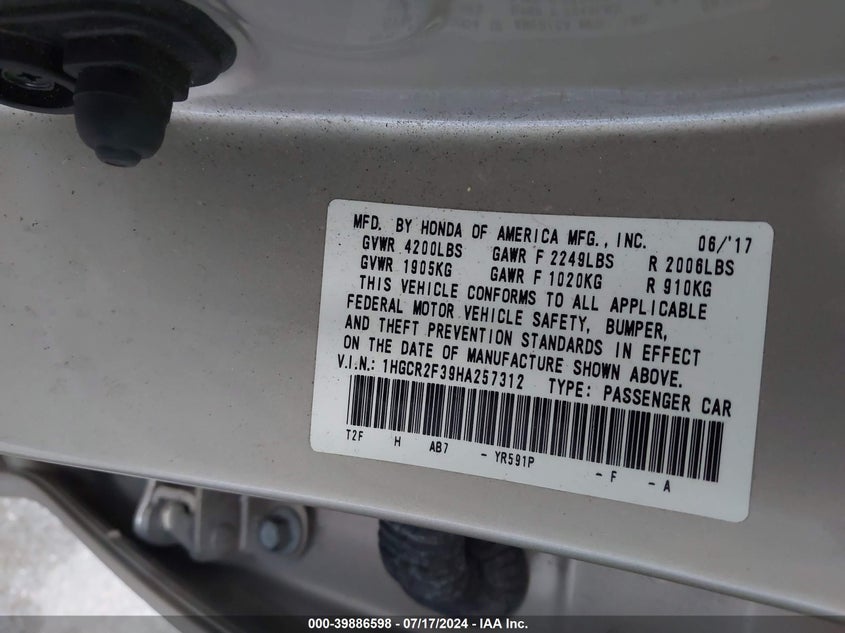 MFD. BY HONDA OF AMERICA MFG., INC. 06/'17
GVWR 4200LBS GAWR F 2249LBS R 2006LBS
GVWR 1905KG GAWR F 1020KG R 910KG
THIS VEHICLE CONFORMS TO ALL APPLICABLE
FEDERAL MOTOR VEHICLE SAFETY, BUMPER,
AND THEFT PREVENTION STANDARDS IN EFFECT
ON THE DATE OF MANUFACTURE SHOWN ABOVE.
V.I.N.: 1HGCR2F39HA257312 TYPE: PASSENGER CAR
T2F H AB7 - YR591P - F - A
000-39886598 / 07/17/2024 - IAA Inc.